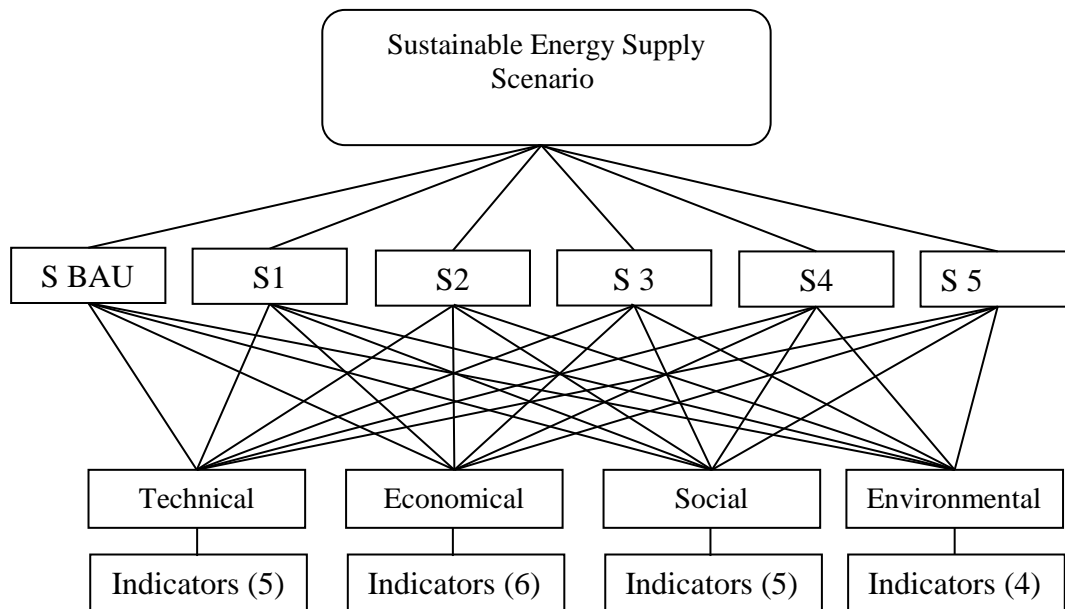 Sustainable Energy Supply
Scenario
S BAU
S1
S2
S 3
S4
S 5
Technical
Economical
Social
Environmental
Indicators (5)
Indicators (6)
Indicators (5)
Indicators (4)